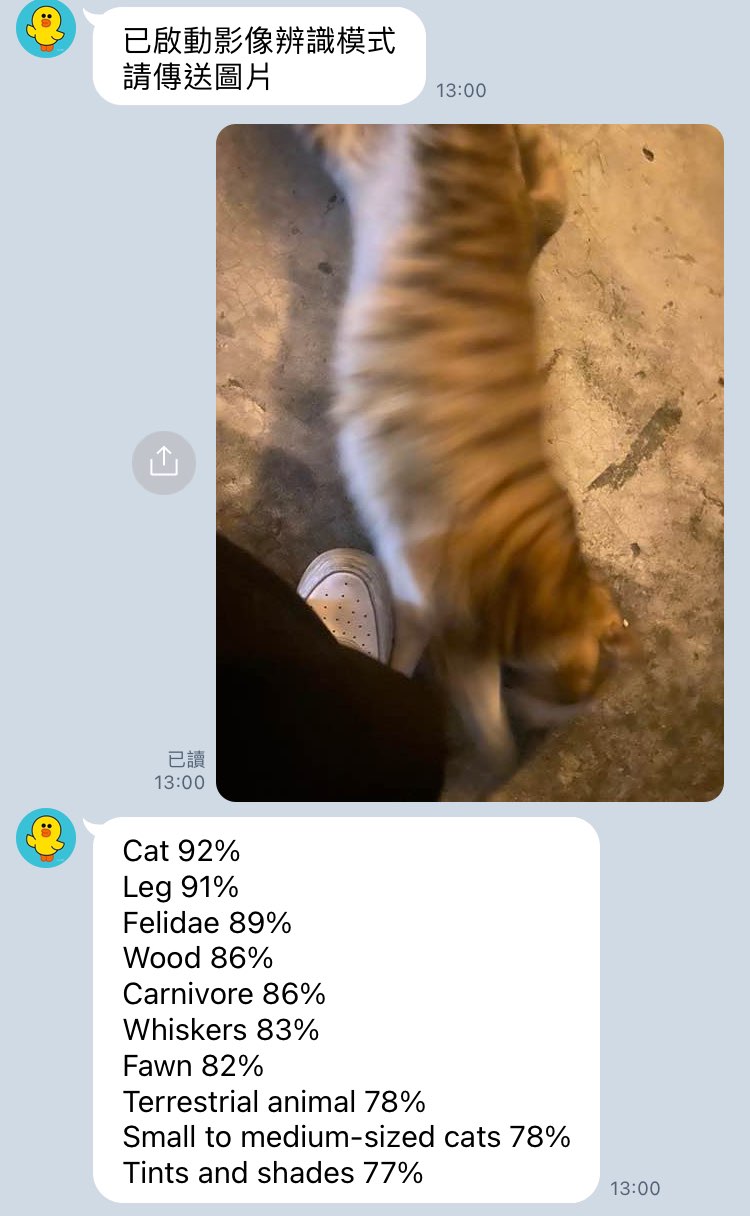 已啟動影像辨識模式
請傳送圖片
13:00
已讀
13:00
Cat 92%
Leg 91%
Felidae 89%
Wood 86%
Carnivore 86%
Whiskers 83%
Fawn 82%
Terrestrial animal 78%
Small to medium-sized cats 78%
Tints and shades 77%
13:00